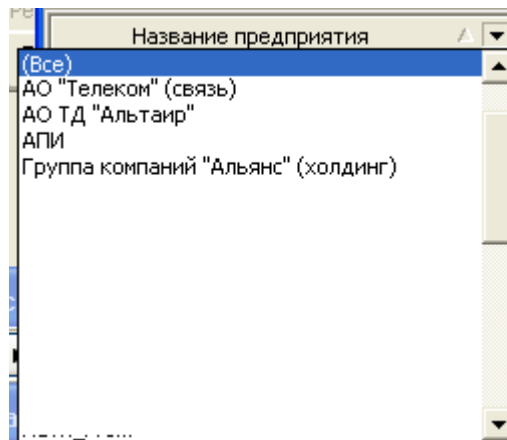 Название предприятия
(Все)
АО "Телеком" (связь)
АО ТД "Альтаир"
АПИ
Группа компаний "Альянс" (холдинг)